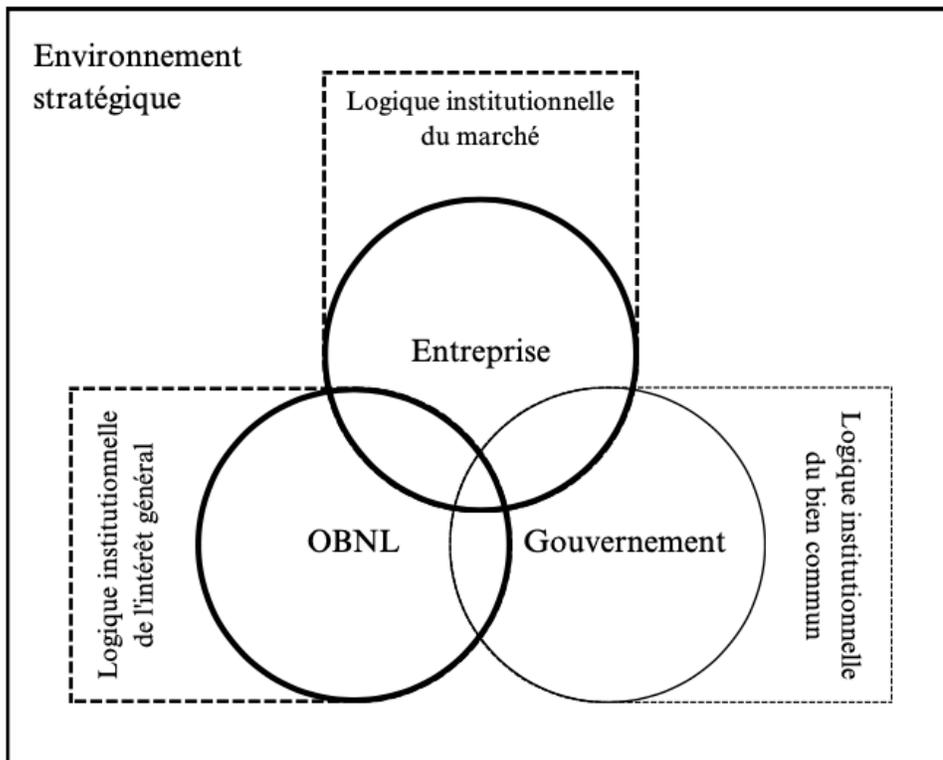 Environnement
stratégique
Logique institutionnelle
du marché
Entreprise
Logique institutionnelle
de l'intérêt général
OBNL
Gouvernement
Logique institutionnelle
du bien commun